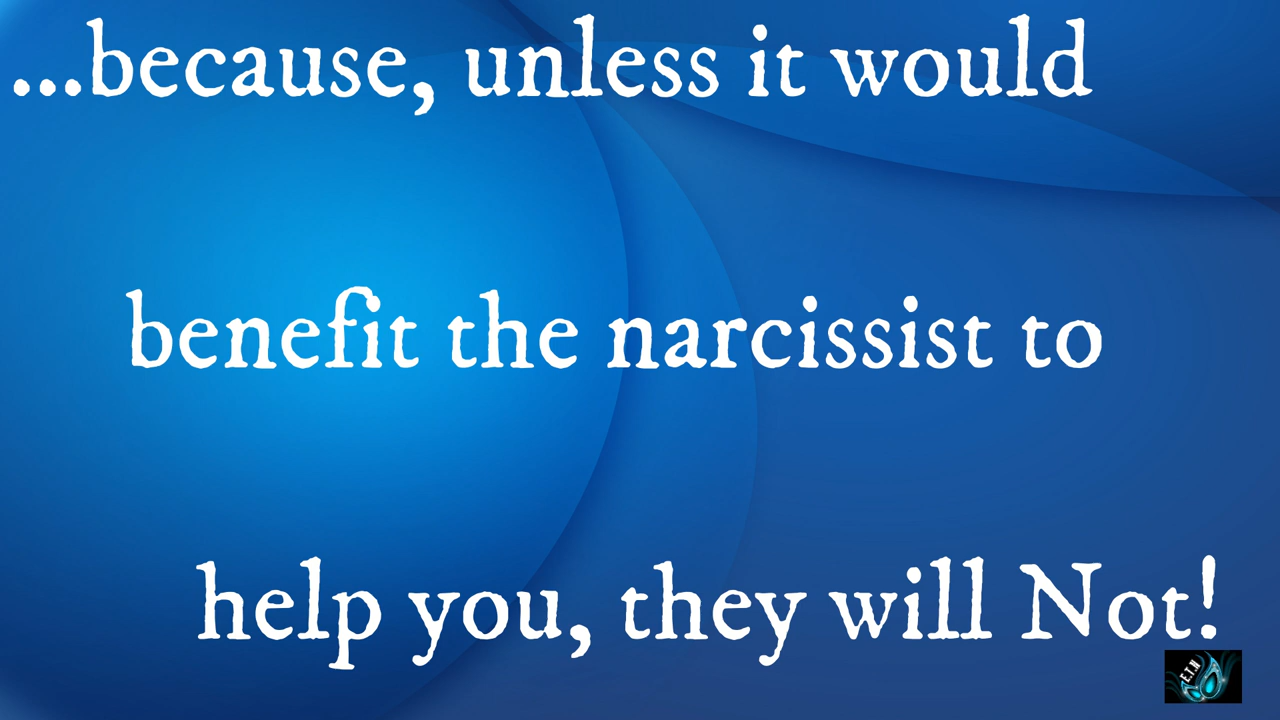 ...because, unless it would
benefit the narcissist to
help you, they will Not!
E.T.N